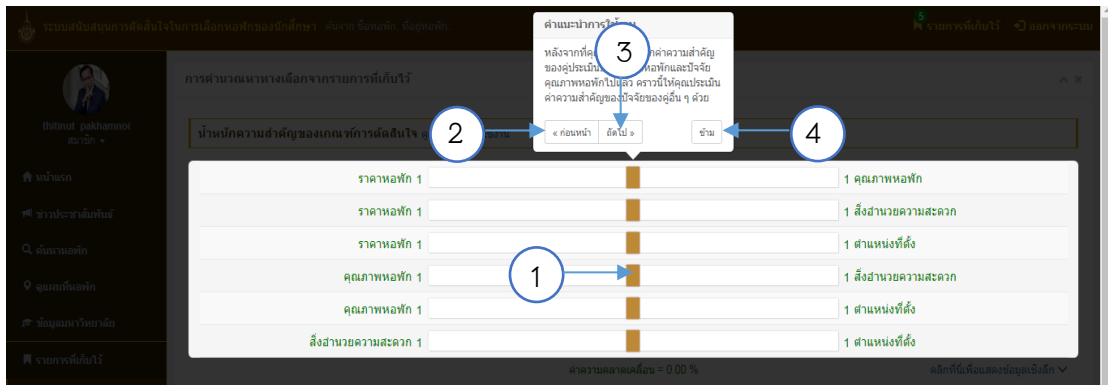 ระบบสนับสนุนการตัดสินใจในการเลือกหอพักของนักศึกษา ค้นจาก ชื่อหอพัก, ที่อยู่หอพัก
5
รายการที่เก็บไว้
ออกจากระบบ
thitinut pakhamnoi
สมาชิก
หน้าแรก
ข่าวประชาสัมพันธ์
ค้นหาหอพัก
ดูแผนที่หอพัก
ข้อมูลมหาวิทยาลัย
รายการที่เก็บไว้
การคำนวณหาทางเลือกจากรายการที่เก็บไว้
น้ำหนักความสำคัญของเกณฑ์การตัดสินใจ
คำแนะนำการใช้
หลังจากที่คุณ
ค่าความสำคัญ
ของคู่ประเมิน
หอพักและปัจจัย
คุณภาพหอพักไปแล้ว คราวนี้ให้คุณประเมิน
ค่าความสำคัญของปัจจัยของคู่อื่น ๆ ด้วย
« ก่อนหน้า
ถัดไป »
ข้าม
3
2
4
1
ราคาหอพัก 1
1 คุณภาพหอพัก
ราคาหอพัก 1
1 สิ่งอำนวยความสะดวก
ราคาหอพัก 1
1 ตำแหน่งที่ตั้ง
คุณภาพหอพัก 1
1 สิ่งอำนวยความสะดวก
คุณภาพหอพัก 1
1 ตำแหน่งที่ตั้ง
สิ่งอำนวยความสะดวก 1
1 ตำแหน่งที่ตั้ง
ค่าความคลาดเคลื่อน = 0.00 %
คลิกที่นี่เพื่อแสดงข้อมูลเชิงลึก